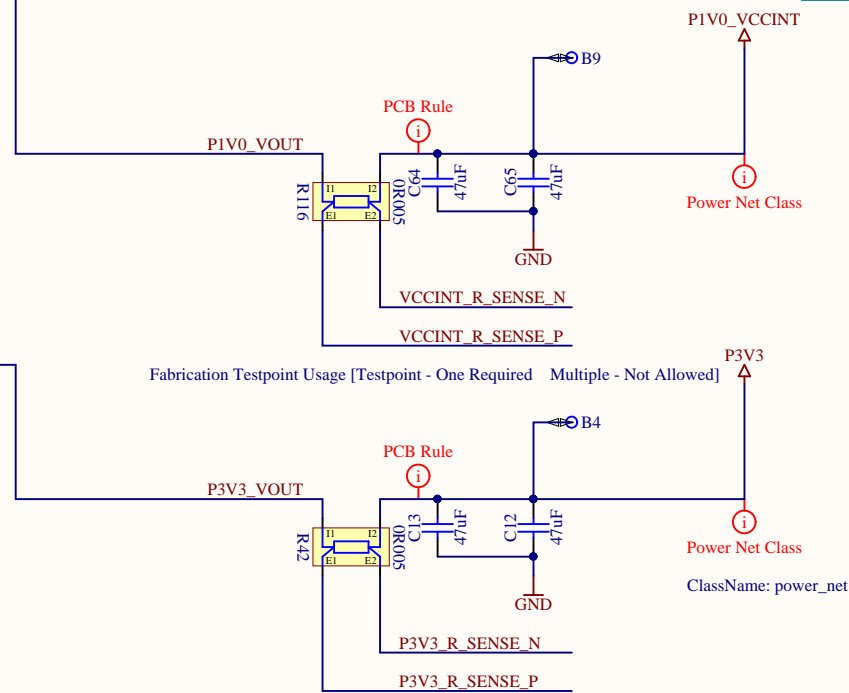 P1V0_VCCINT
B9
PCB Rule
i
P1V0_VOUT
R116
I1
I2
E1
E2
0R005
C64
47uF
C65
47uF
i
Power Net Class
GND
VCCINT_R_SENSE_N
VCCINT_R_SENSE_P
P3V3
Fabrication Testpoint Usage [Testpoint - One Required    Multiple - Not Allowed]
B4
PCB Rule
i
P3V3_VOUT
R42
I1
I2
E1
E2
0R005
C13
47uF
C12
47uF
i
Power Net Class
ClassName: power_net
GND
P3V3_R_SENSE_N
P3V3_R_SENSE_P